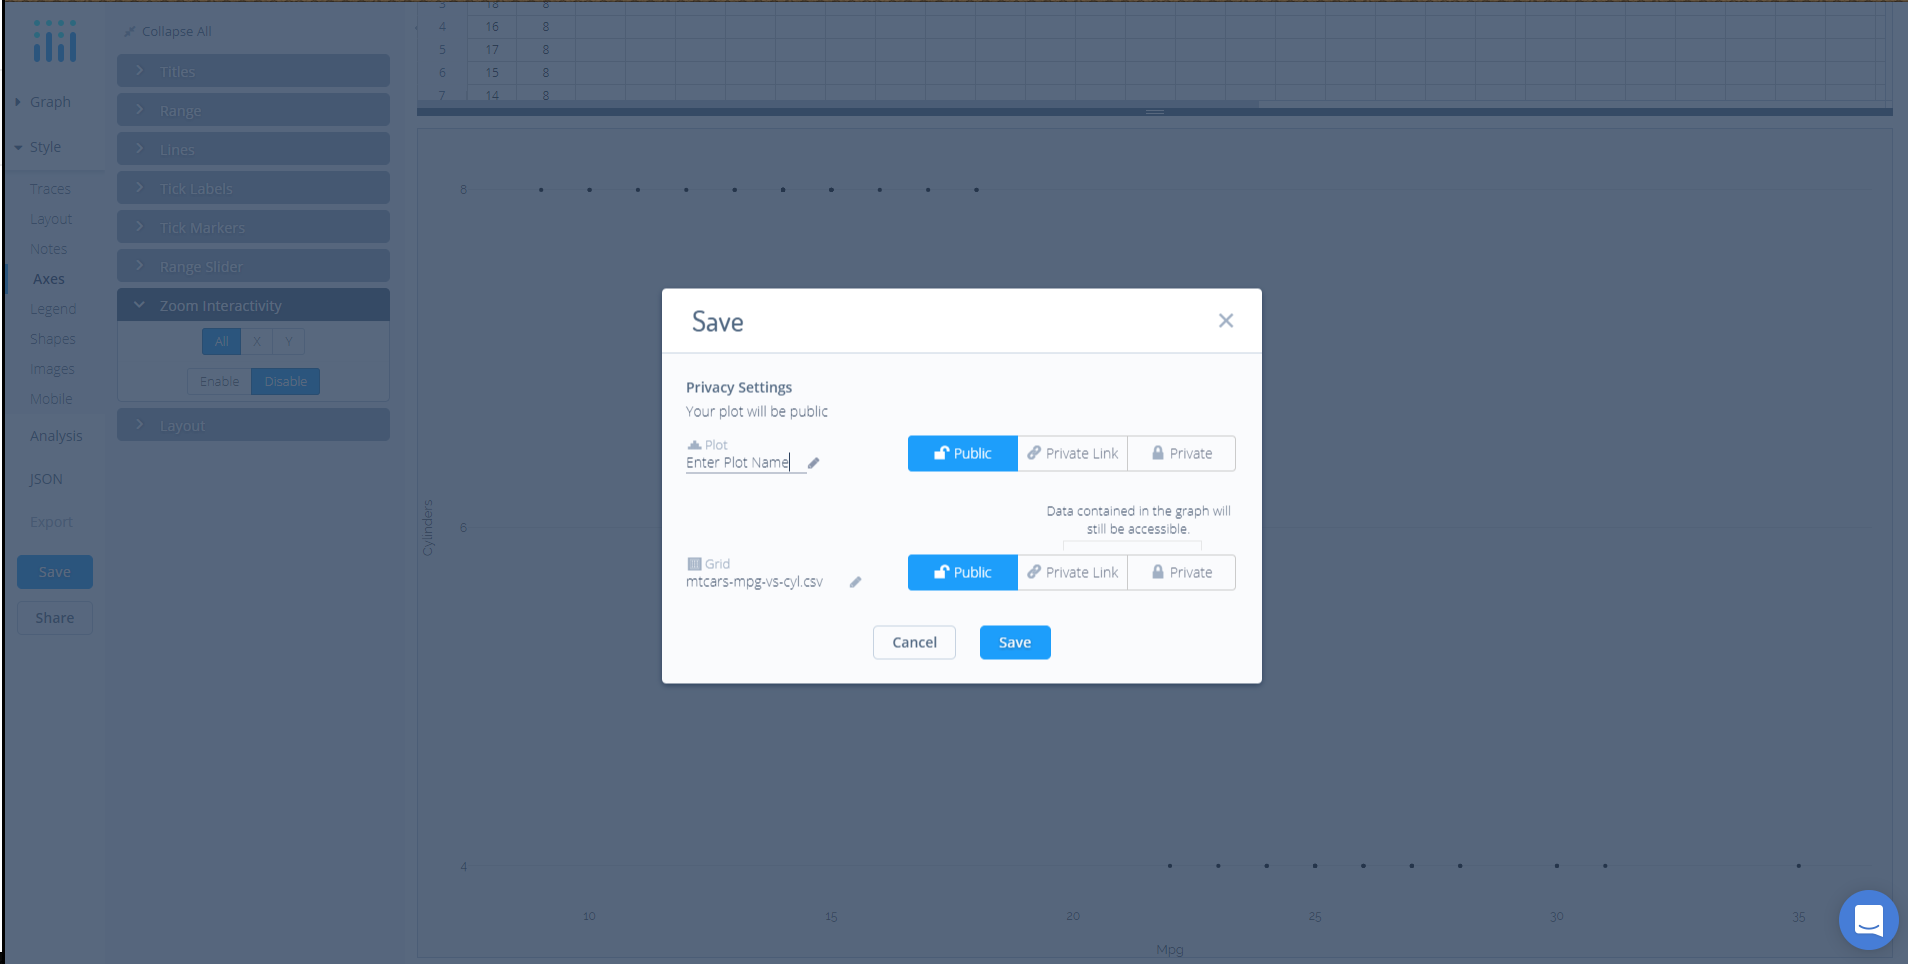 Collapse All
Titles
Range
Lines
Tick Labels
Tick Markers
Range Slider
Zoom Interactivity
All X Y
Enable Disable
Layout
Graph
Style
Traces
Layout
Notes
Axes
Legend
Shapes
Images
Mobile
Analysis
JSON
Export
Save
Share
3 18 8
4 16 8
5 17 8
6 15 8
7 14 8
8
6
4
Cylinders
10 15 20 25 30 35
Mpg
Save
Privacy Settings
Your plot will be public
Plot
Enter Plot Name
Public Private Link Private
Data contained in the graph will
still be accessible.
Grid
mtcars-mpg-vs-cyl.csv
Public Private Link Private
Cancel Save